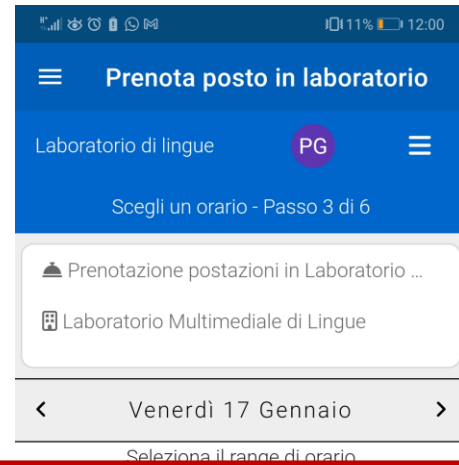 11% 12:00
Prenota posto in laboratorio
Laboratorio di lingue PG
Scegli un orario - Passo 3 di 6
Prenotazione postazioni in Laboratorio ...
Laboratorio Multimediale di Lingue
Venerdì 17 Gennaio
Seleziona il range di orario